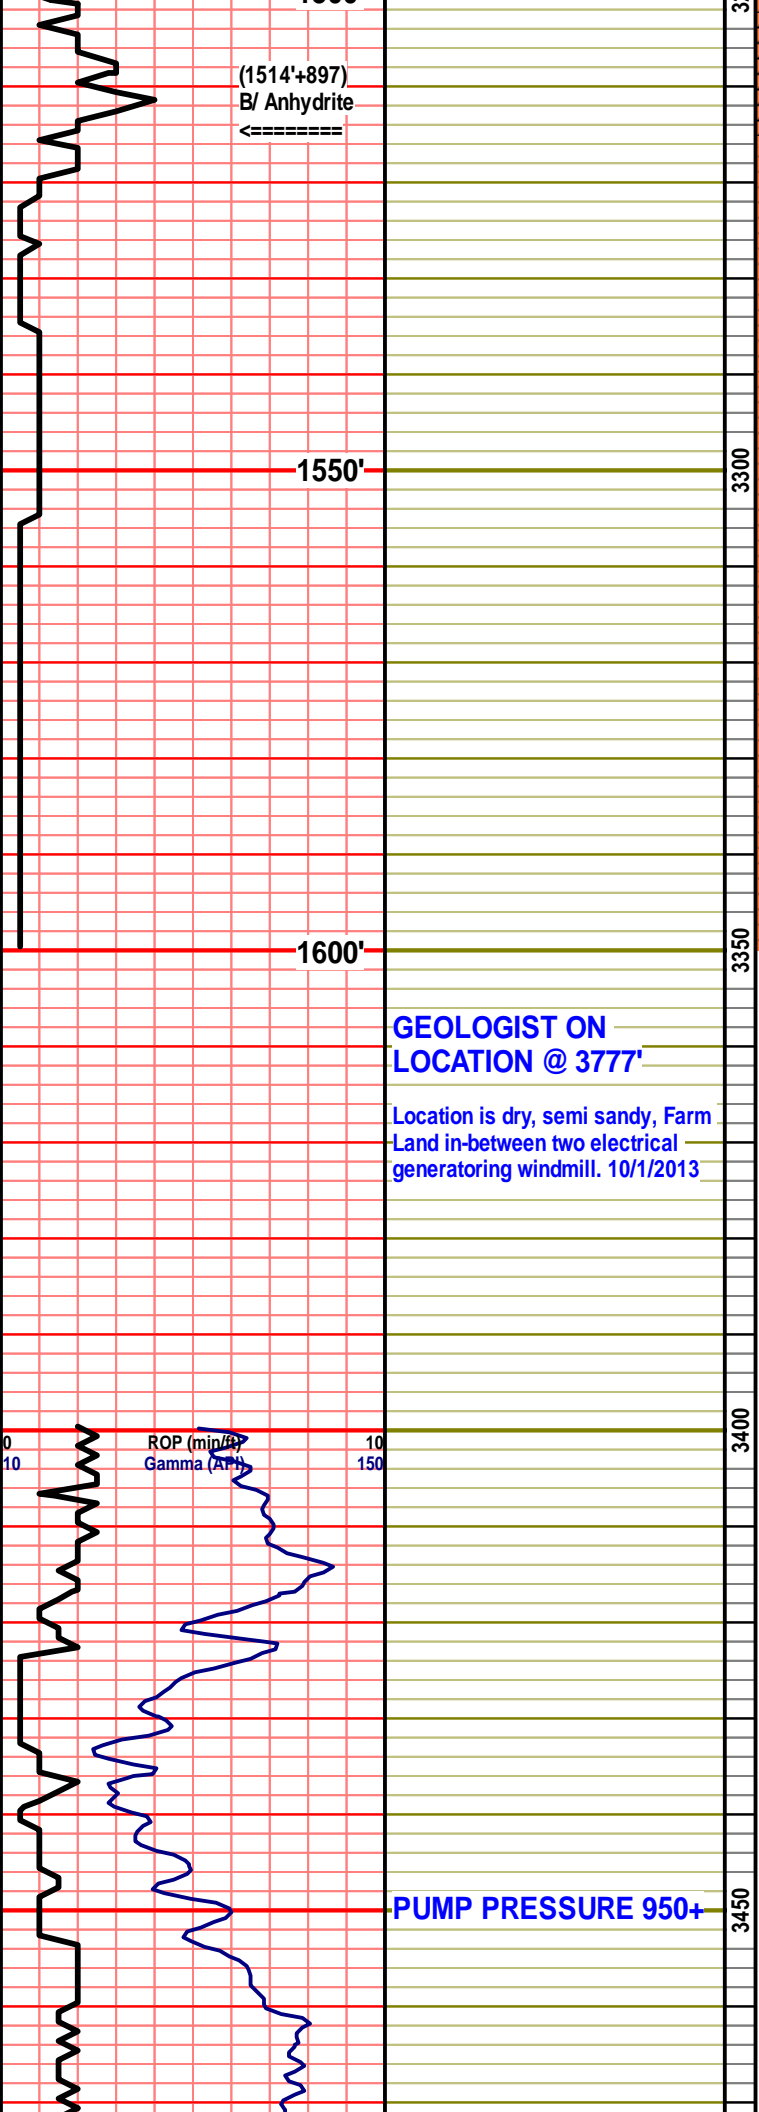 (1514'+897)
B/ Anhydrite
<========
1550'
3300
1600'
3350
GEOLOGIST ON
LOCATION @ 3777'
Location is dry, semi sandy, Farm
Land in-between two electrical
generatoring windmill. 10/1/2013
3400
0 ROP (min/ft) 10
10 Gamma (API) 150
PUMP PRESSURE 950+
3450